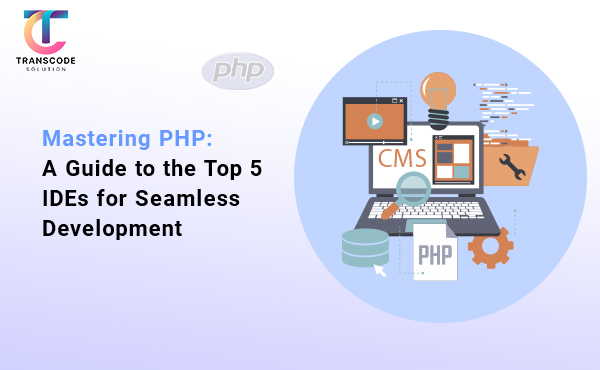 TRANSCODE
SOLUTION
php
Mastering PHP:
A Guide to the Top 5
IDEs for Seamless
Development
CMS
PHP